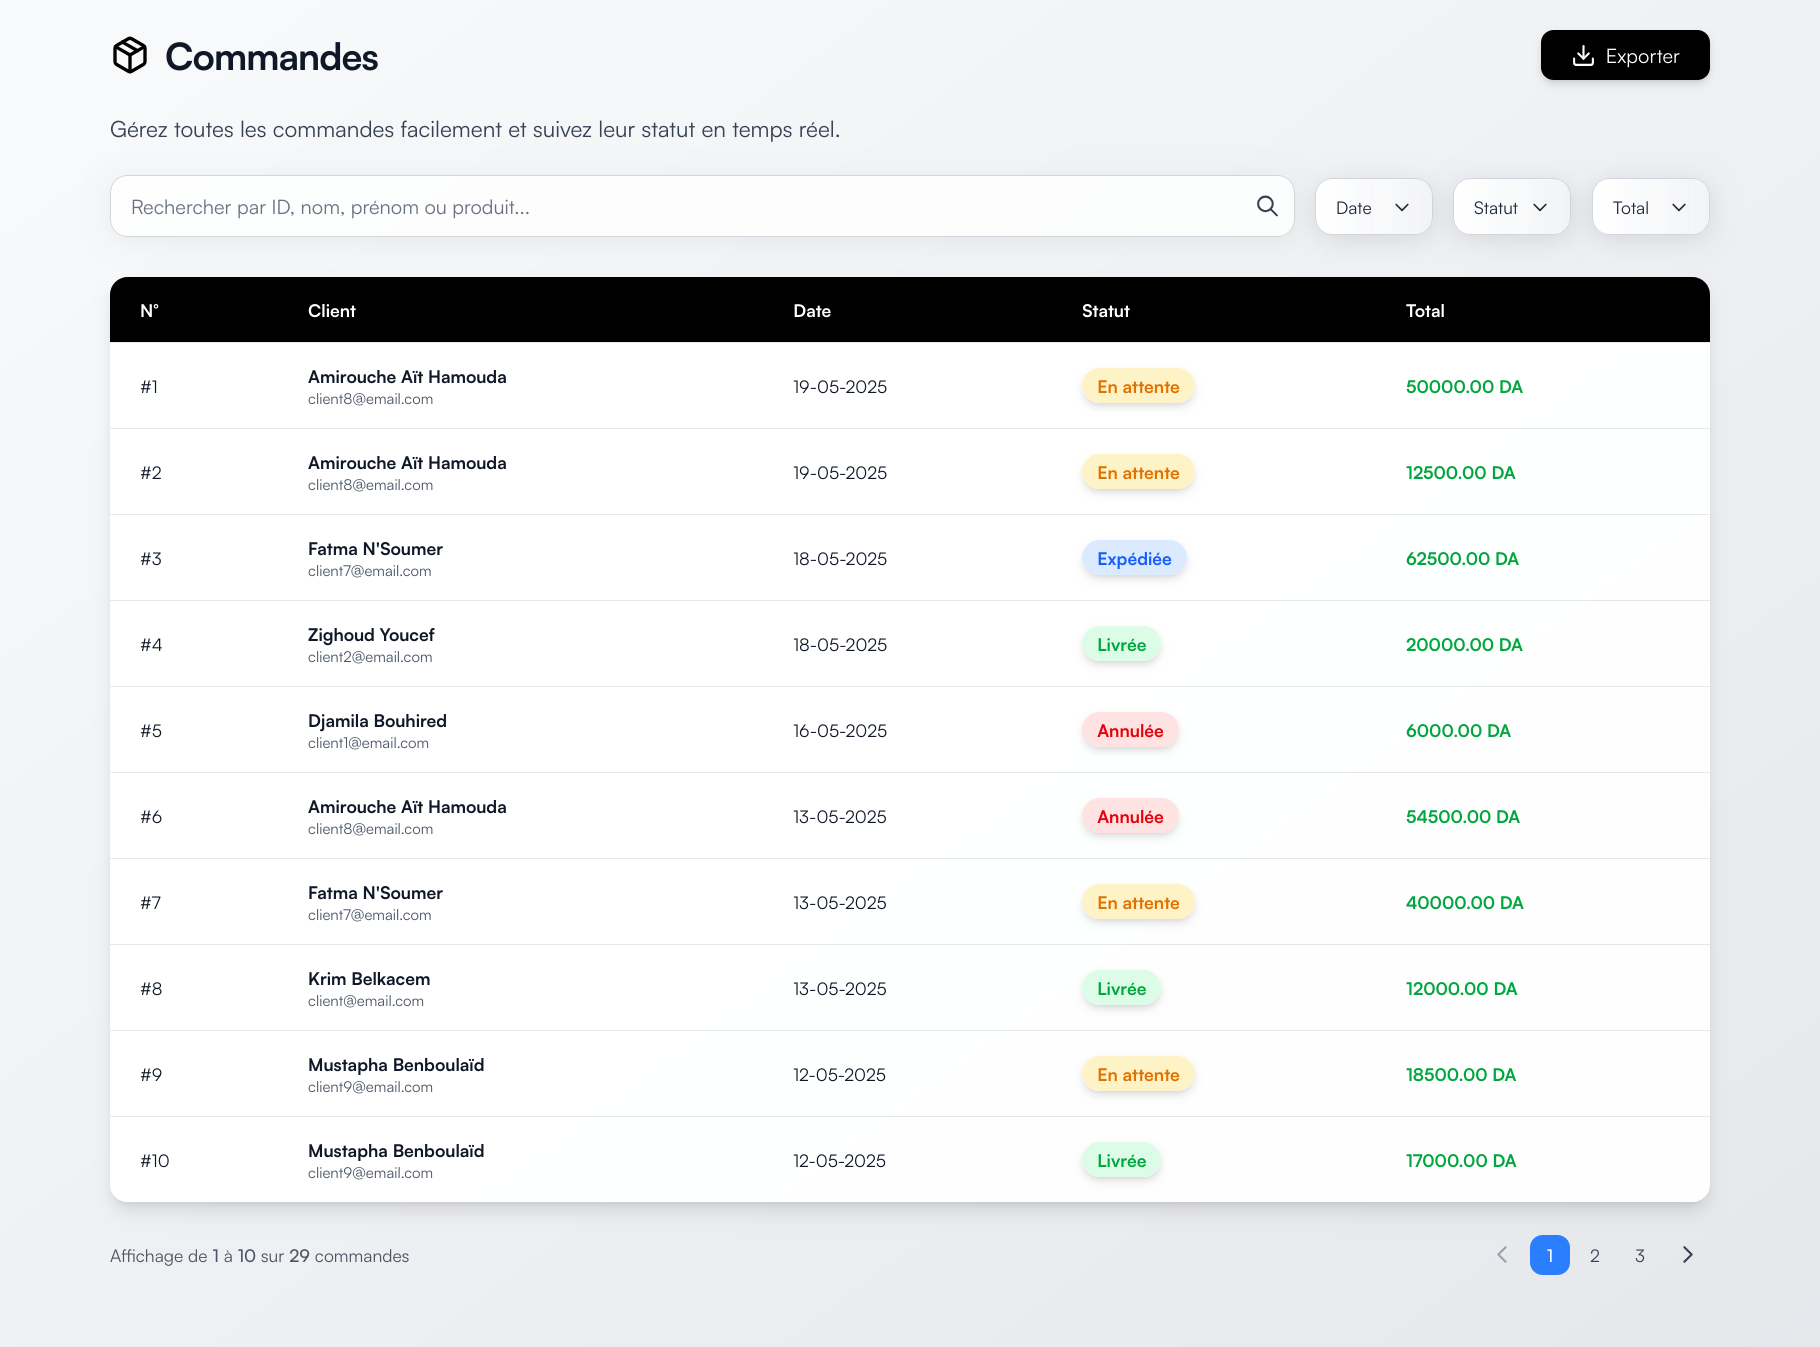 Commandes
Exporter
Gérez toutes les commandes facilement et suivez leur statut en temps réel.
Rechercher par ID, nom, prénom ou produit...
Date
Statut
Total
N° Client Date Statut Total
#1 Amirouche Aït Hamouda 19-05-2025 En attente 50000.00 DA
client8@email.com
#2 Amirouche Aït Hamouda 19-05-2025 En attente 12500.00 DA
client8@email.com
#3 Fatma N'Soumer 18-05-2025 Expédiée 62500.00 DA
client7@email.com
#4 Zighoud Youcef 18-05-2025 Livrée 20000.00 DA
client2@email.com
#5 Djamila Bouhired 16-05-2025 Annulée 6000.00 DA
client1@email.com
#6 Amirouche Aït Hamouda 13-05-2025 Annulée 54500.00 DA
client8@email.com
#7 Fatma N'Soumer 13-05-2025 En attente 40000.00 DA
client7@email.com
#8 Krim Belkacem 13-05-2025 Livrée 12000.00 DA
client@email.com
#9 Mustapha Benboulaïd 12-05-2025 En attente 18500.00 DA
client9@email.com
#10 Mustapha Benboulaïd 12-05-2025 Livrée 17000.00 DA
client9@email.com
Affichage de 1 à 10 sur 29 commandes
1 2 3